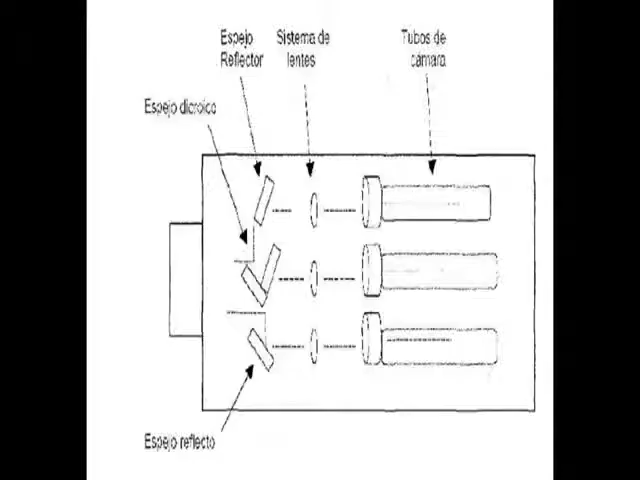 Espejo
Reflector
Sistema de
lentes
Tubos de
cámara
Espejo dicroico
Espejo reflecto